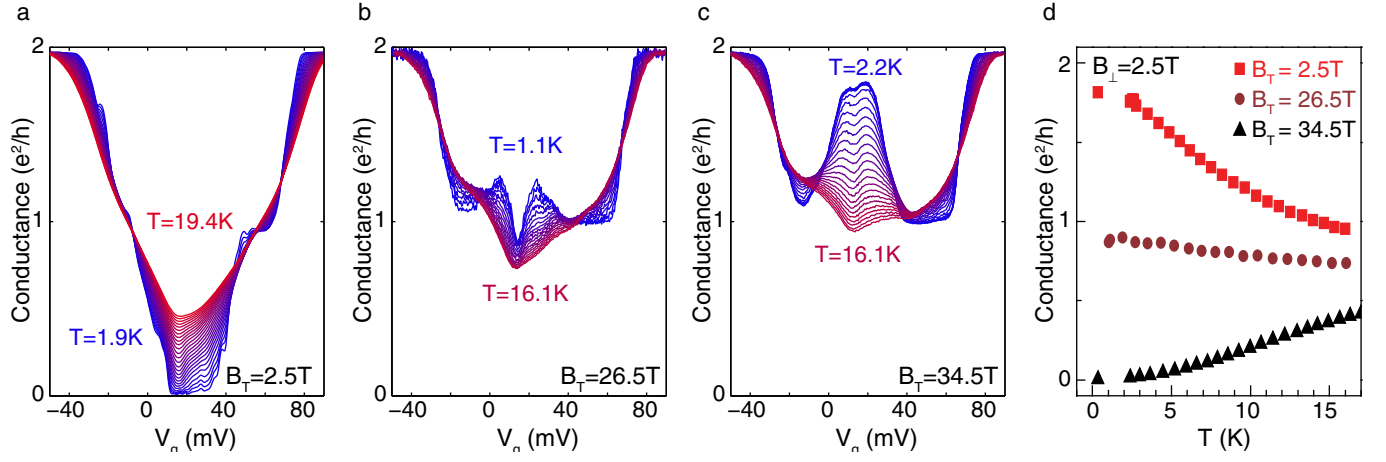 a
Conductance (e²/h)
2
1
0
T=19.4K
T=1.9K
B_T=2.5T
−40 0 40 80
V_g (mV)
b
Conductance (e²/h)
2
1
0
T=1.1K
T=16.1K
B_T=26.5T
−40 0 40 80
V_g (mV)
c
Conductance (e²/h)
2
1
0
T=2.2K
T=16.1K
B_T=34.5T
−40 0 40 80
V_g (mV)
d
Conductance (e²/h)
2
1
0
B_⊥=2.5T
B_T = 2.5T
B_T = 26.5T
B_T = 34.5T
0 5 10 15
T (K)